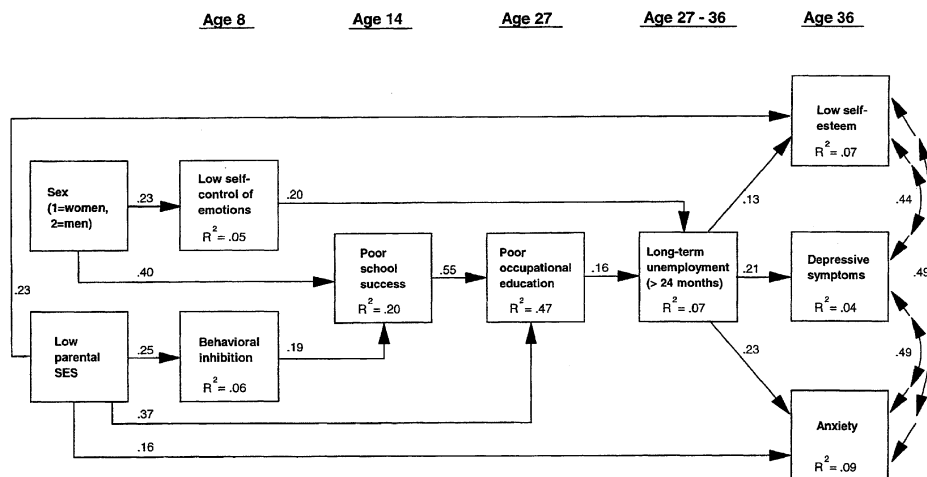 Age 8
Age 14
Age 27
Age 27 - 36
Age 36
Low self-
esteem
R² = .07
Sex
(1=women,
2=men)
.23
Low self-
control of
emotions
R² = .05
.20
.13
.44
.40
Poor
school
success
R² = .20
.55
Poor
occupational
education
R² = .47
.16
Long-term
unemployment
(> 24 months)
R² = .07
.21
Depressive
symptoms
R² = .04
.49
.23
Low
parental
SES
.25
Behavioral
inhibition
R² = .06
.19
.23
.49
.37
.16
Anxiety
R² = .09